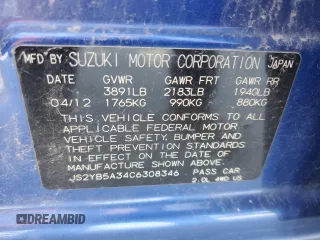 MFD. BY SUZUKI MOTOR CORPORATION JAPAN
DATE GVWR GAWR FRT GAWR RR
3891LB 2183LB 1940LB
04/12 1765KG 990KG 880KG
THIS VEHICLE CONFORMS TO ALL
APPLICABLE FEDERAL MOTOR
VEHICLE SAFETY, BUMPER AND
THEFT PREVENTION STANDARDS
IN EFFECT ON THE DATE OF
MANUFACTURE SHOWN ABOVE.
JS2YB5A34C6308346 PASS CAR
2.0L 4WD US
AUTOBIDMASTER